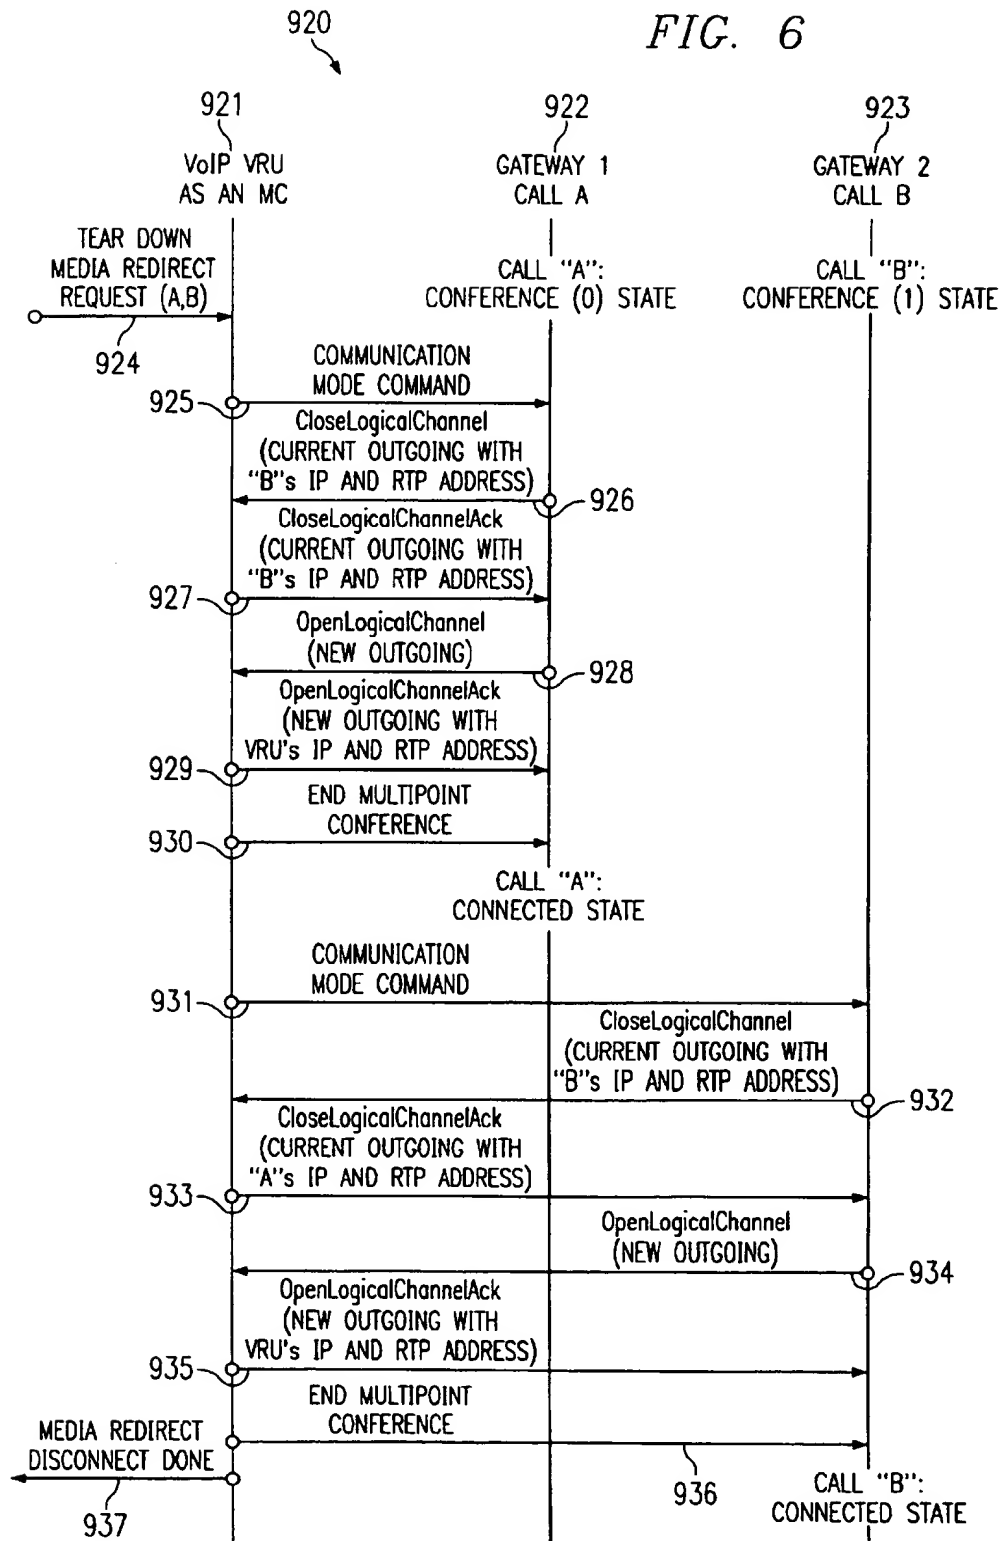 920
FIG. 6
921
922
923
VoIP VRU
AS AN MC
GATEWAY 1
CALL A
GATEWAY 2
CALL B
TEAR DOWN
MEDIA REDIRECT
REQUEST (A,B)
924
CALL "A":
CONFERENCE (0) STATE
CALL "B":
CONFERENCE (1) STATE
COMMUNICATION
MODE COMMAND
925
CloseLogicalChannel
(CURRENT OUTGOING WITH
"B"s IP AND RTP ADDRESS)
926
CloseLogicalChannelAck
(CURRENT OUTGOING WITH
"B"s IP AND RTP ADDRESS)
927
OpenLogicalChannel
(NEW OUTGOING)
928
OpenLogicalChannelAck
(NEW OUTGOING WITH
VRU's IP AND RTP ADDRESS)
929
END MULTIPOINT
CONFERENCE
930
CALL "A":
CONNECTED STATE
COMMUNICATION
MODE COMMAND
931
CloseLogicalChannel
(CURRENT OUTGOING WITH
"B"s IP AND RTP ADDRESS)
932
CloseLogicalChannelAck
(CURRENT OUTGOING WITH
"A"s IP AND RTP ADDRESS)
933
OpenLogicalChannel
(NEW OUTGOING)
934
OpenLogicalChannelAck
(NEW OUTGOING WITH
VRU's IP AND RTP ADDRESS)
935
END MULTIPOINT
CONFERENCE
936
MEDIA REDIRECT
DISCONNECT DONE
937
CALL "B":
CONNECTED STATE